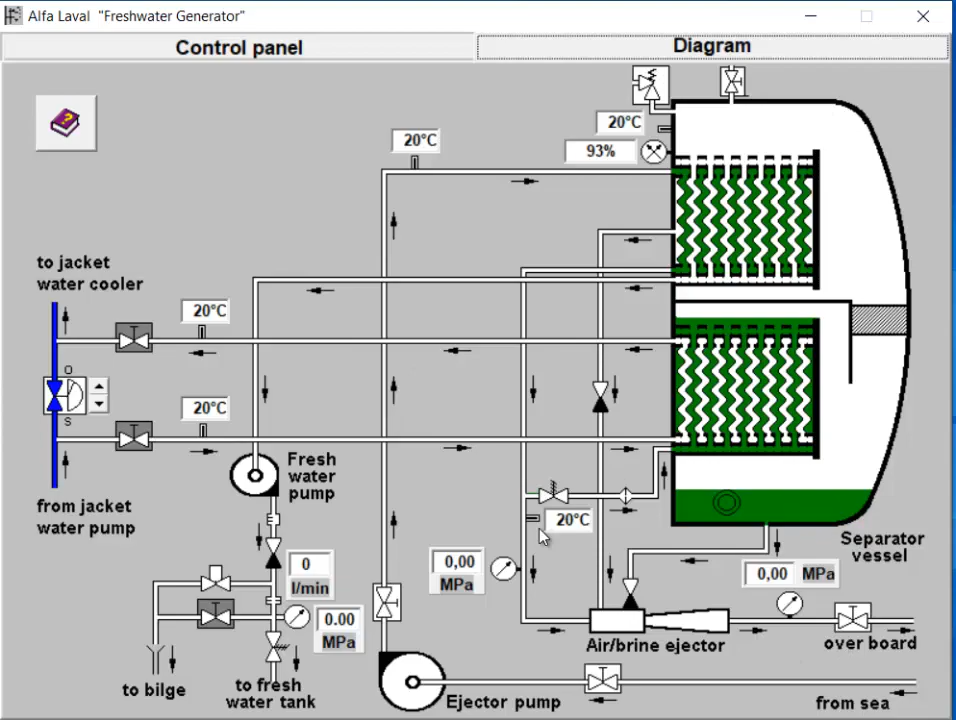 Alfa Laval "Freshwater Generator"
Control panel
Diagram
20°C
20°C
93%
to jacket
water cooler
20°C
O
S
20°C
from jacket
water pump
Fresh
water
pump
20°C
Separator
vessel
0
l/min
0,00
MPa
0,00 MPa
0.00
MPa
Air/brine ejector
over board
to bilge
to fresh
water tank
Ejector pump
from sea